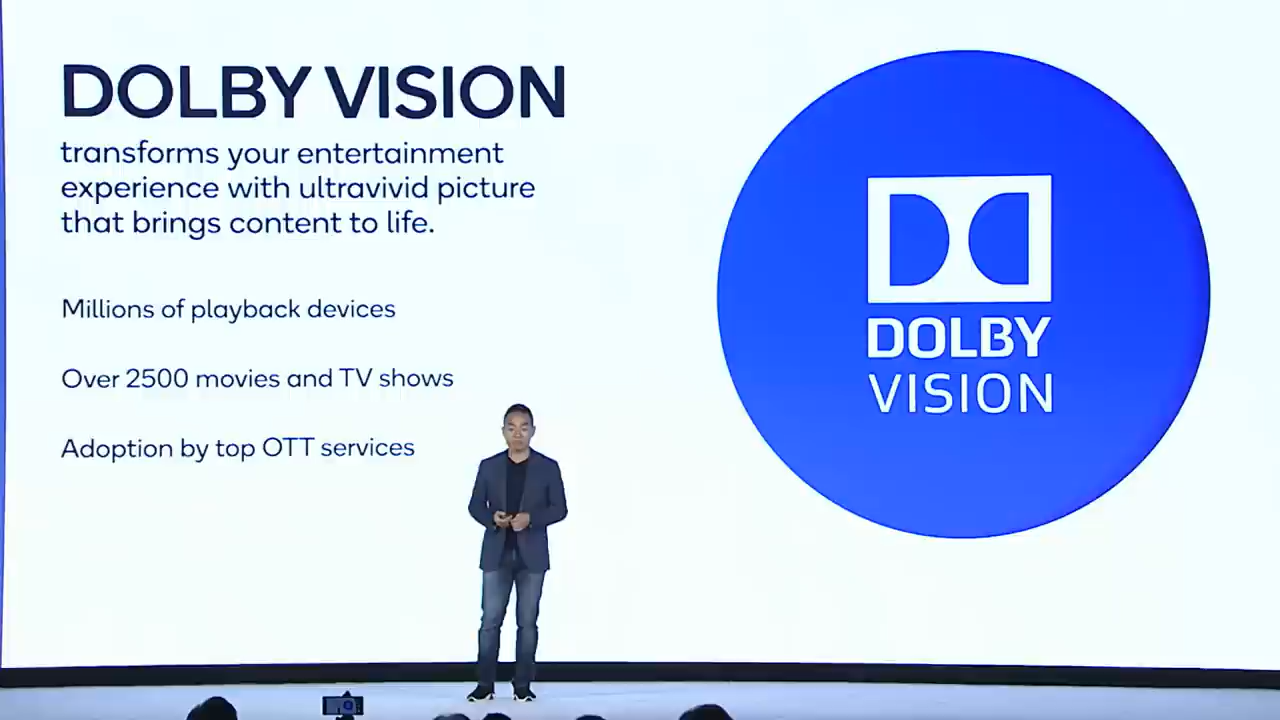 DOLBY VISION
transforms your entertainment
experience with ultravivid picture
that brings content to life.
Millions of playback devices
Over 2500 movies and TV shows
Adoption by top OTT services
DOLBY
VISION